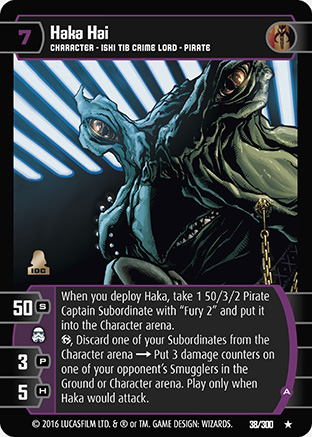 7 Haka Hai
CHARACTER - ISHI TIB CRIME LORD - PIRATE
IDC
50 S
3 P
5 H
When you deploy Haka, take 1 50/3/2 Pirate
Captain Subordinate with “Fury 2” and put it
into the Character arena.
, Discard one of your Subordinates from the
Character arena → Put 3 damage counters on
one of your opponent's Smugglers in the
Ground or Character arena. Play only when
Haka would attack.
A
© 2016 LUCASFILM LTD. & ® or TM. GAME DESIGN: WIZARDS. 38/300 ★